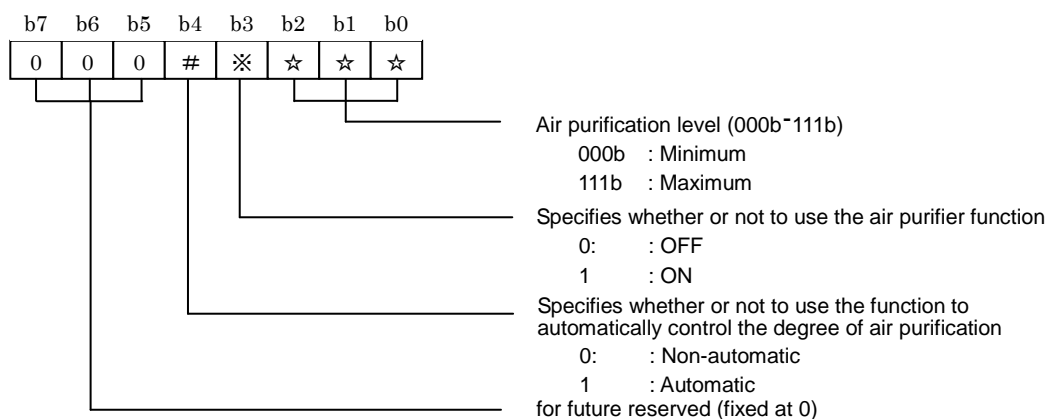 b7 b6 b5 b4 b3 b2 b1 b0
0 0 0 # ※ ☆ ☆ ☆
Air purification level (000b-111b)
000b : Minimum
111b : Maximum
Specifies whether or not to use the air purifier function
0: : OFF
1 : ON
Specifies whether or not to use the function to
automatically control the degree of air purification
0: : Non-automatic
1 : Automatic
for future reserved (fixed at 0)